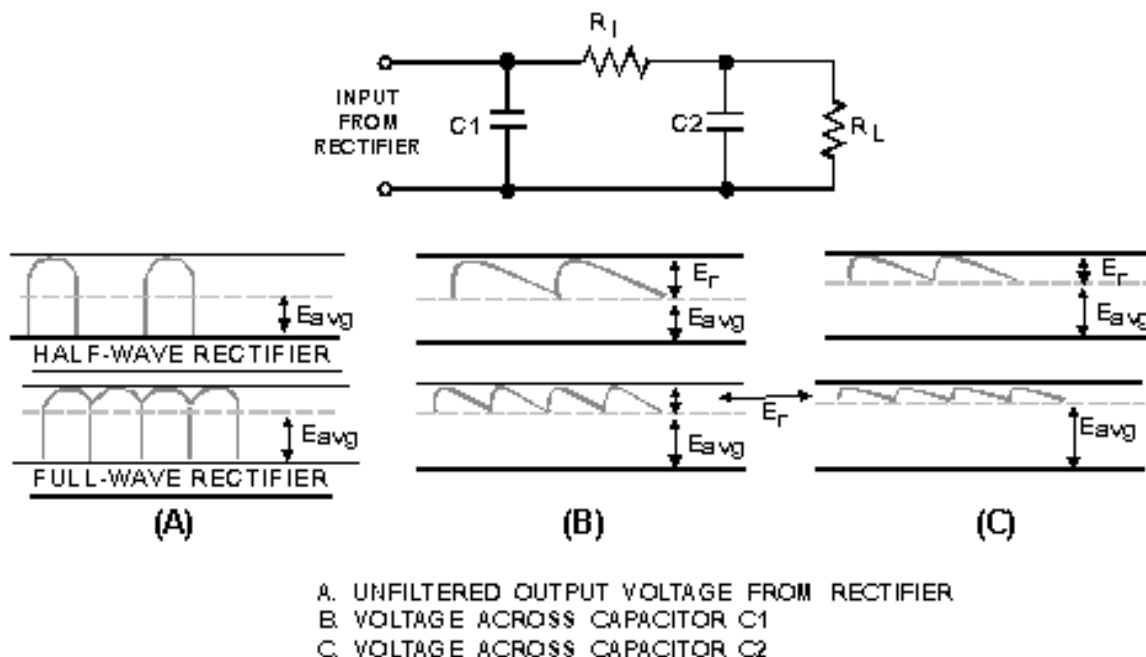 R1
INPUT
FROM
RECTIFIER
C1
C2
RL
Eavg
HALF-WAVE RECTIFIER
Er
Eavg
Er
Eavg
Eavg
FULL-WAVE RECTIFIER
Er
Eavg
Eavg
(A)
(B)
(C)
A. UNFILTERED OUTPUT VOLTAGE FROM RECTIFIER
B. VOLTAGE ACROSS CAPACITOR C1
C. VOLTAGE ACROSS CAPACITOR C2